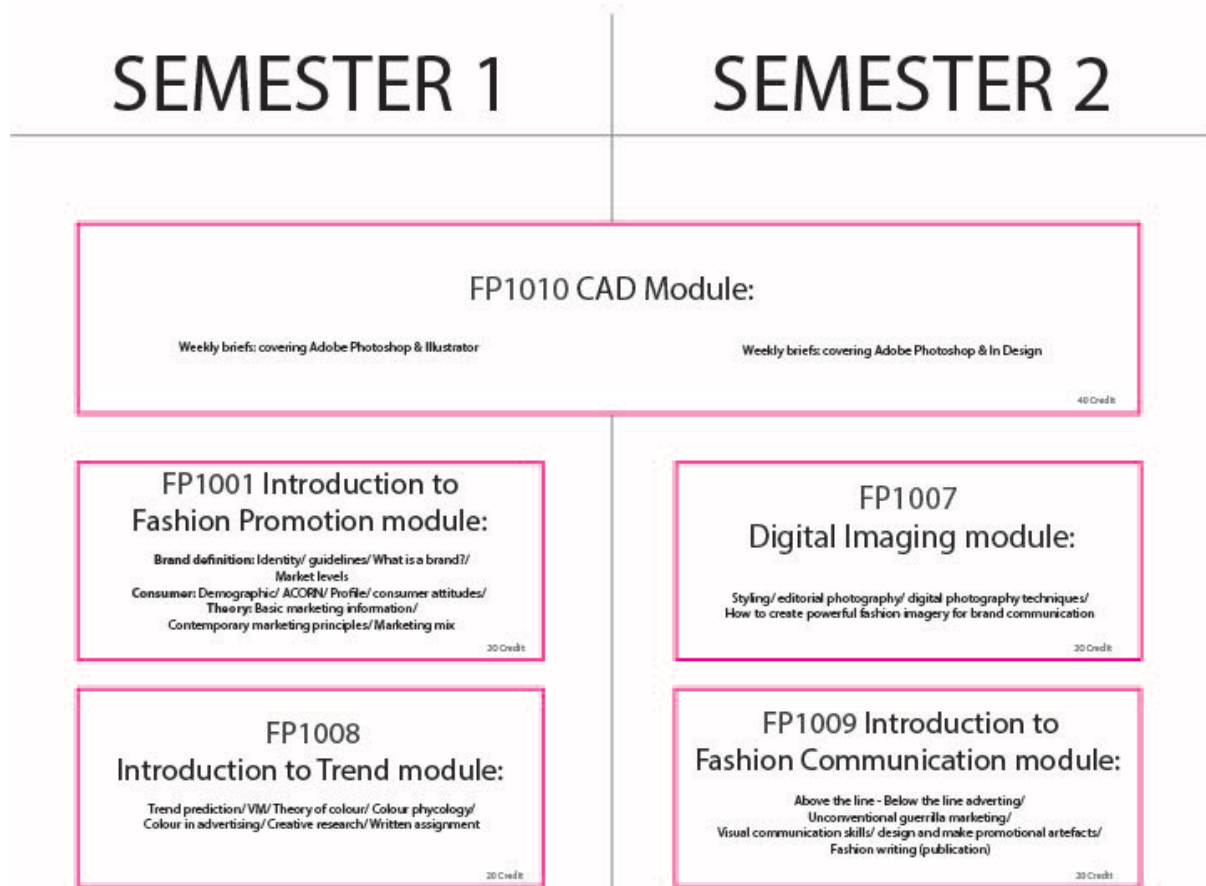 SEMESTER 1
SEMESTER 2
FP1010 CAD Module:
Weekly briefs: covering Adobe Photoshop & Illustrator
Weekly briefs: covering Adobe Photoshop & In Design
40 Credit
FP1001 Introduction to
Fashion Promotion module:
Brand definition: Identity/ guidelines/ What is a brand?/
Market levels
Consumer: Demographic/ ACORN/ Profile/ consumer attitudes/
Theory: Basic marketing information/
Contemporary marketing principles/ Marketing mix
20 Credit
FP1007
Digital Imaging module:
Styling/ editorial photography/ digital photography techniques/
How to create powerful fashion imagery for brand communication
20 Credit
FP1008
Introduction to Trend module:
Trend prediction/ VM/ Theory of colour/ Colour phycology/
Colour in advertising/ Creative research/ Written assignment
20 Credit
FP1009 Introduction to
Fashion Communication module:
Above the line - Below the line adverting/
Unconventional guerrilla marketing/
Visual communication skills/ design and make promotional artefacts/
Fashion writing (publication)
20 Credit